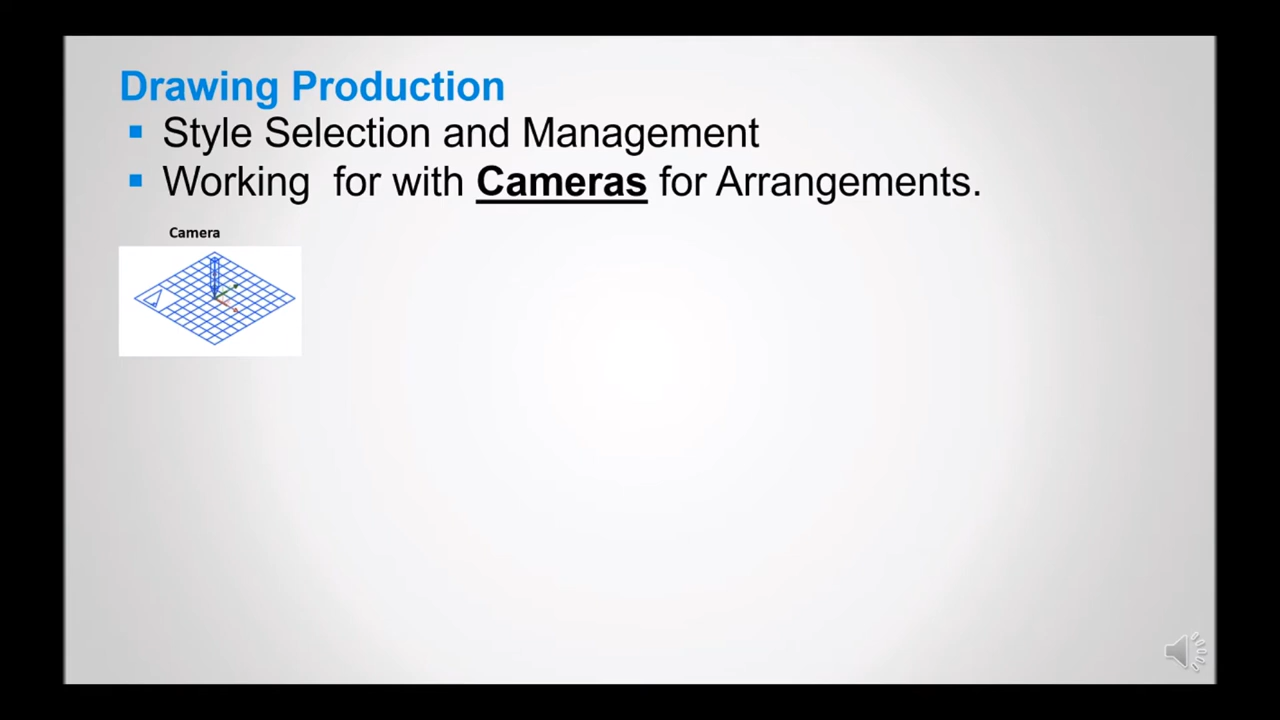 Drawing Production
Style Selection and Management
Working for with Cameras for Arrangements.
Camera